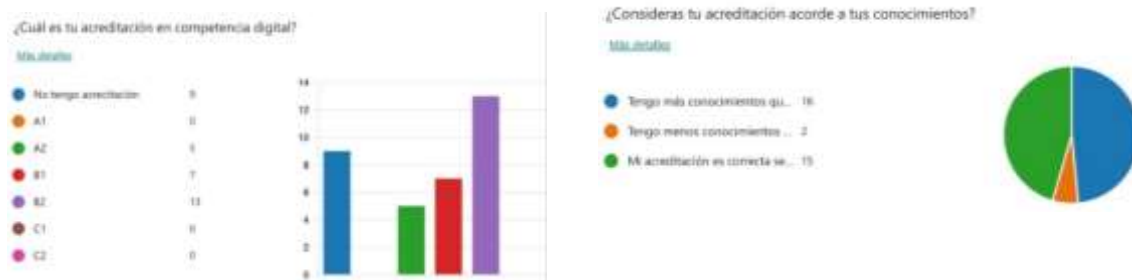 ¿Cuál es tu acreditación en competencia digital?
Más detalles
No tengo acreditación 9
A1 0
A2 5
B1 7
B2 13
C1 0
C2 0
14
12
10
8
6
4
2
0
¿Consideras tu acreditación acorde a tus conocimientos?
Más detalles
Tengo más conocimientos qu... 16
Tengo menos conocimientos ... 2
Mi acreditación es correcta se... 15